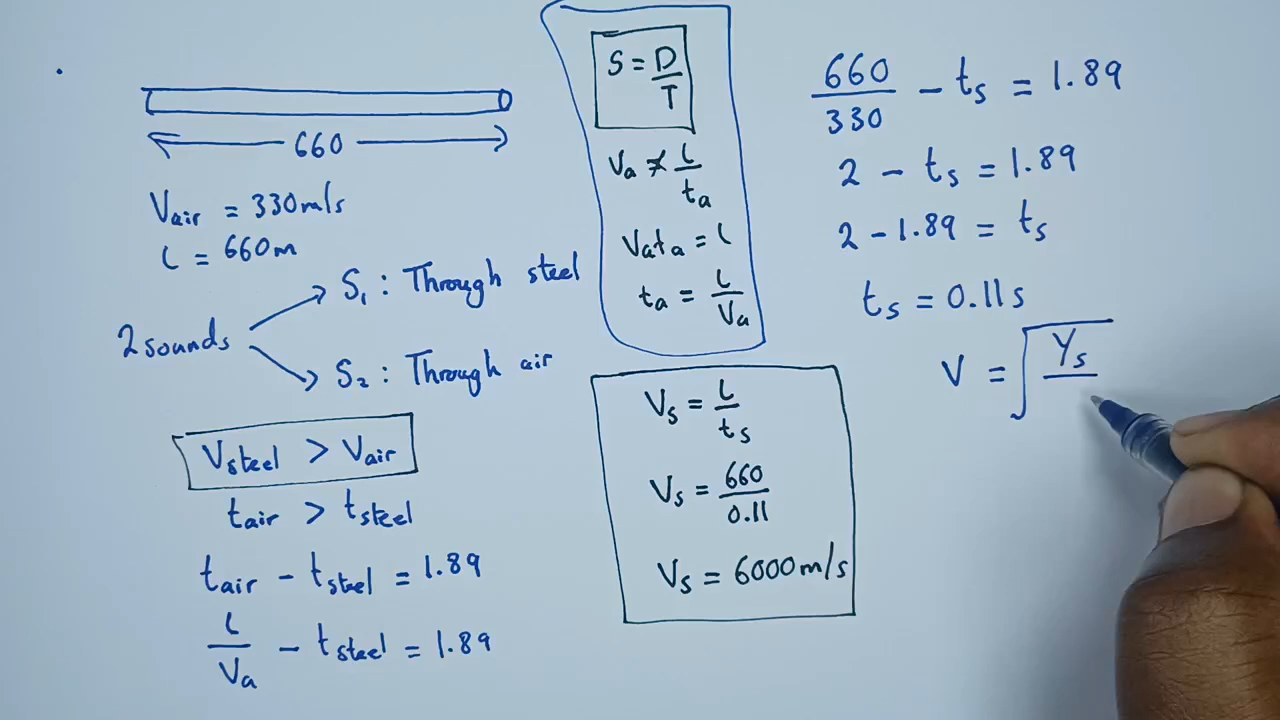 660
Vair = 330m/s
l = 660m
2 sounds
S₁ : Through steel
S₂ : Through air
Vsteel > Vair
tair > tsteel
tair - tsteel = 1.89
l/Va - tsteel = 1.89
S = D/T
Va = l/ta
Vata = l
ta = l/Va
Vs = l/ts
Vs = 660/0.11
Vs = 6000m/s
660/330 - ts = 1.89
2 - ts = 1.89
2 - 1.89 = ts
ts = 0.11s
V = √Ys